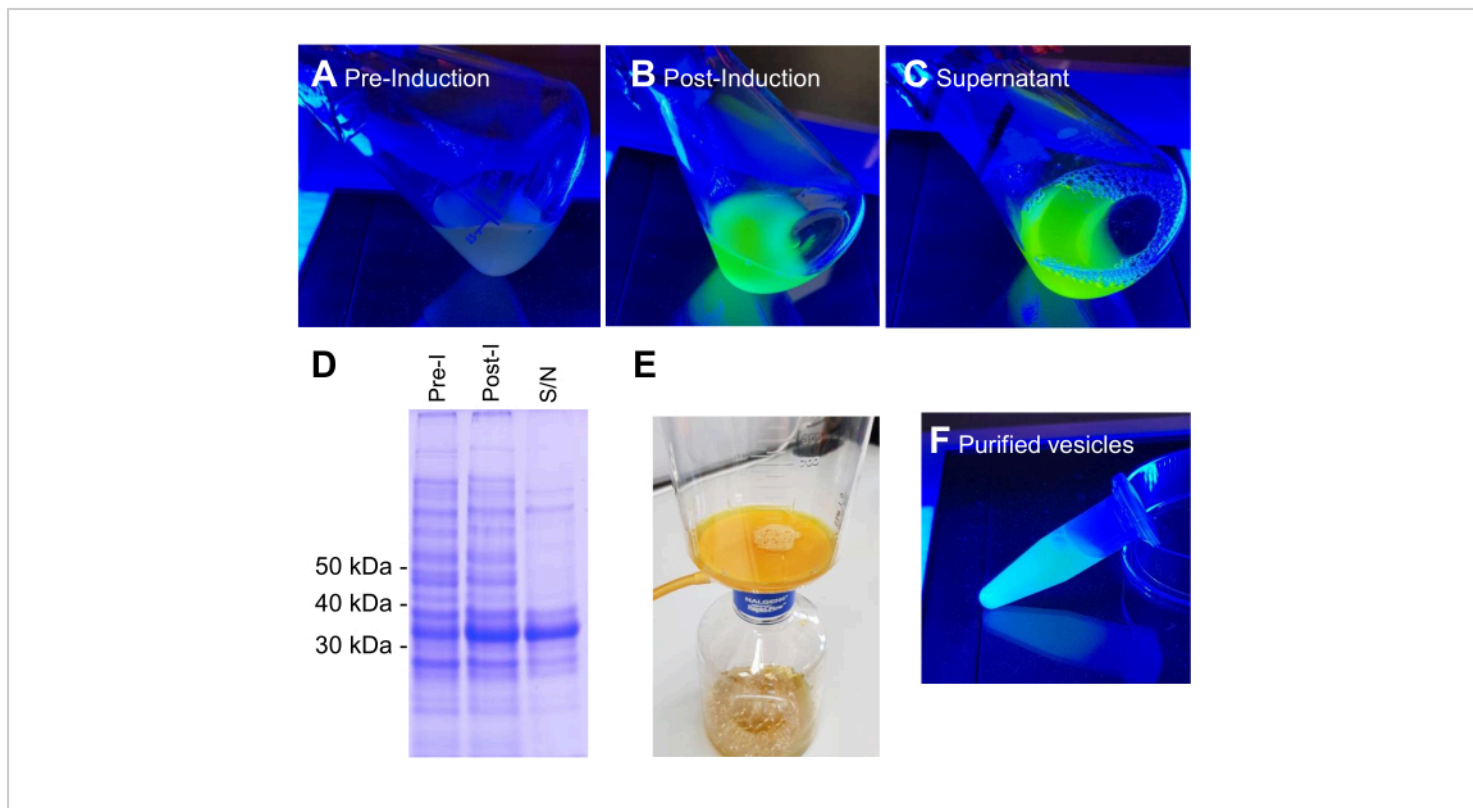 A Pre-Induction
B Post-Induction
C Supernatant
D
Pre-I
Post-I
S/N
50 kDa -
40 kDa -
30 kDa -
E
NALGENE
F Purified vesicles